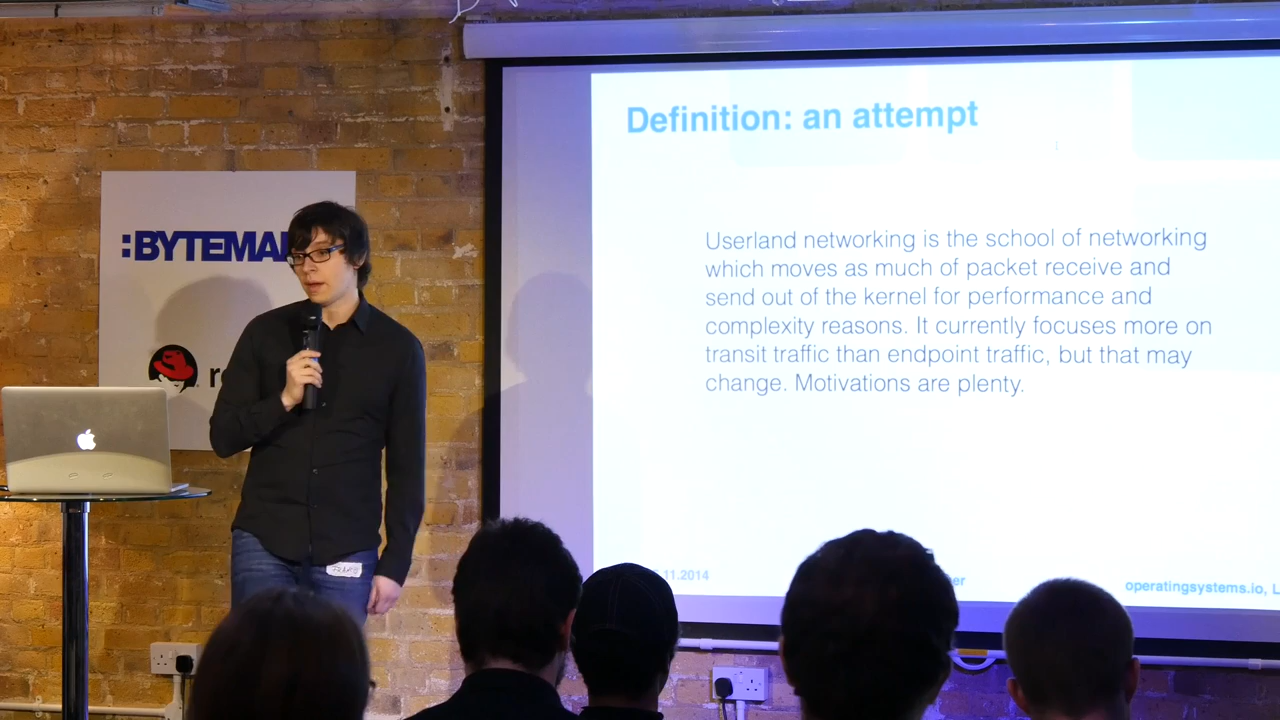 Definition: an attempt
Userland networking is the school of networking
which moves as much of packet receive and
send out of the kernel for performance and
complexity reasons. It currently focuses more on
transit traffic than endpoint traffic, but that may
change. Motivations are plenty.
.11.2014
operatingsystems.io, L
:BYTEMA
r